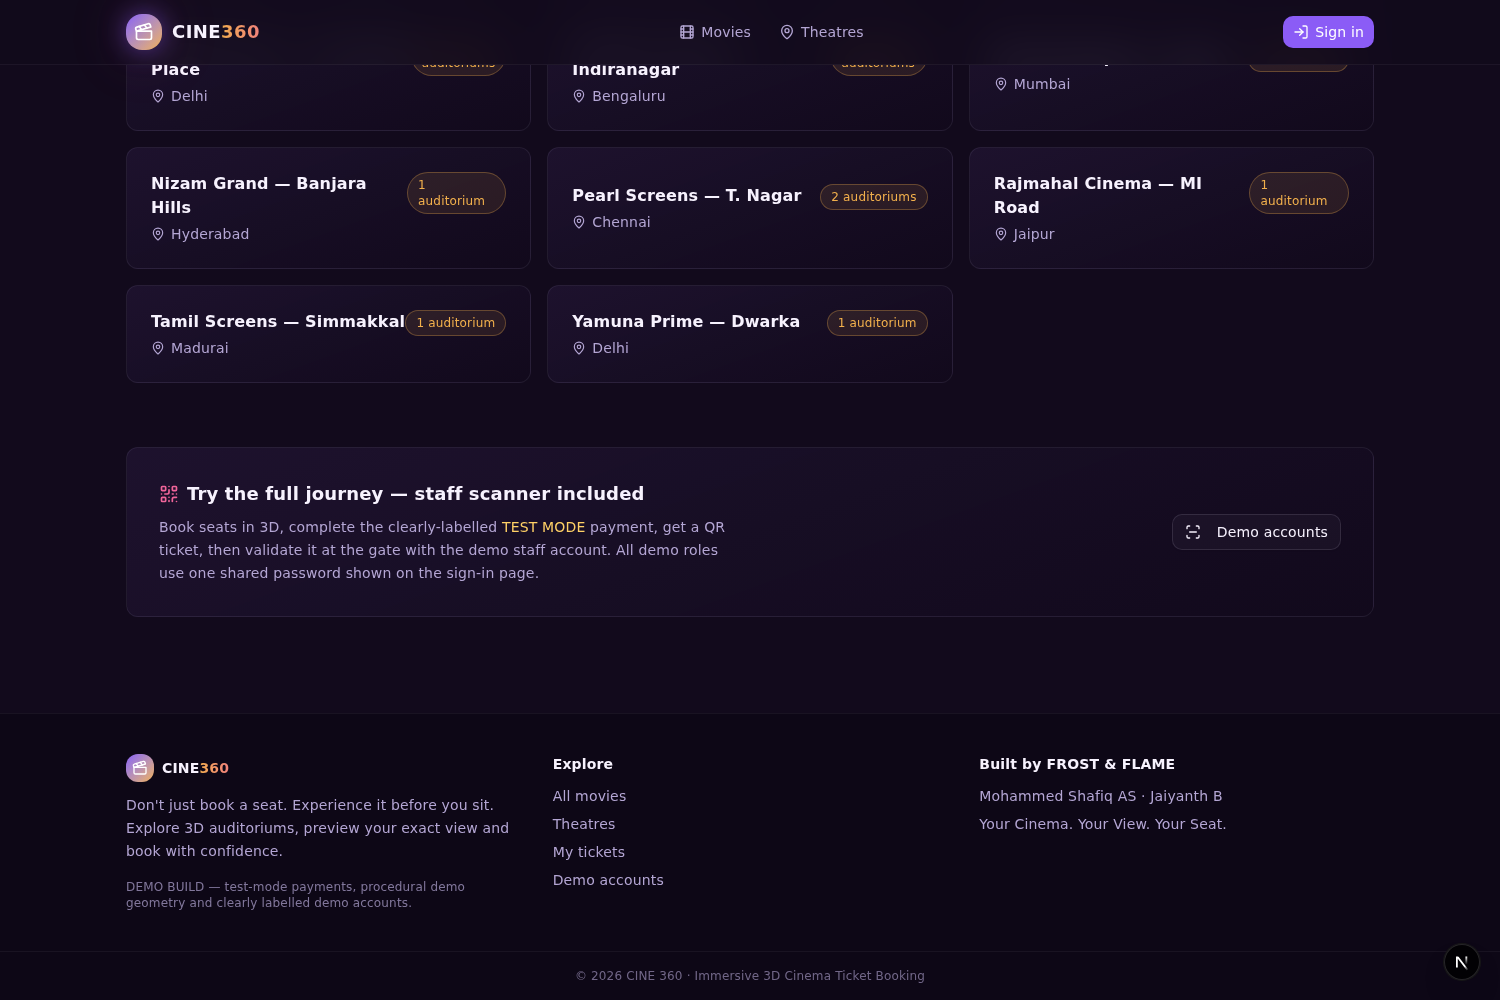 CINE360
Movies
Theatres
Sign in
Place
auditoriums
Delhi
Indiranagar
auditoriums
Bengaluru
Mumbai
Nizam Grand — Banjara
Hills
1
auditorium
Hyderabad
Pearl Screens — T. Nagar
2 auditoriums
Chennai
Rajmahal Cinema — MI
Road
1
auditorium
Jaipur
Tamil Screens — Simmakkal
1 auditorium
Madurai
Yamuna Prime — Dwarka
1 auditorium
Delhi
Try the full journey — staff scanner included
Book seats in 3D, complete the clearly-labelled TEST MODE payment, get a QR
ticket, then validate it at the gate with the demo staff account. All demo roles
use one shared password shown on the sign-in page.
Demo accounts
CINE360
Don't just book a seat. Experience it before you sit.
Explore 3D auditoriums, preview your exact view and
book with confidence.
DEMO BUILD — test-mode payments, procedural demo
geometry and clearly labelled demo accounts.
Explore
All movies
Theatres
My tickets
Demo accounts
Built by FROST & FLAME
Mohammed Shafiq AS · Jaiyanth B
Your Cinema. Your View. Your Seat.
© 2026 CINE 360 · Immersive 3D Cinema Ticket Booking
N